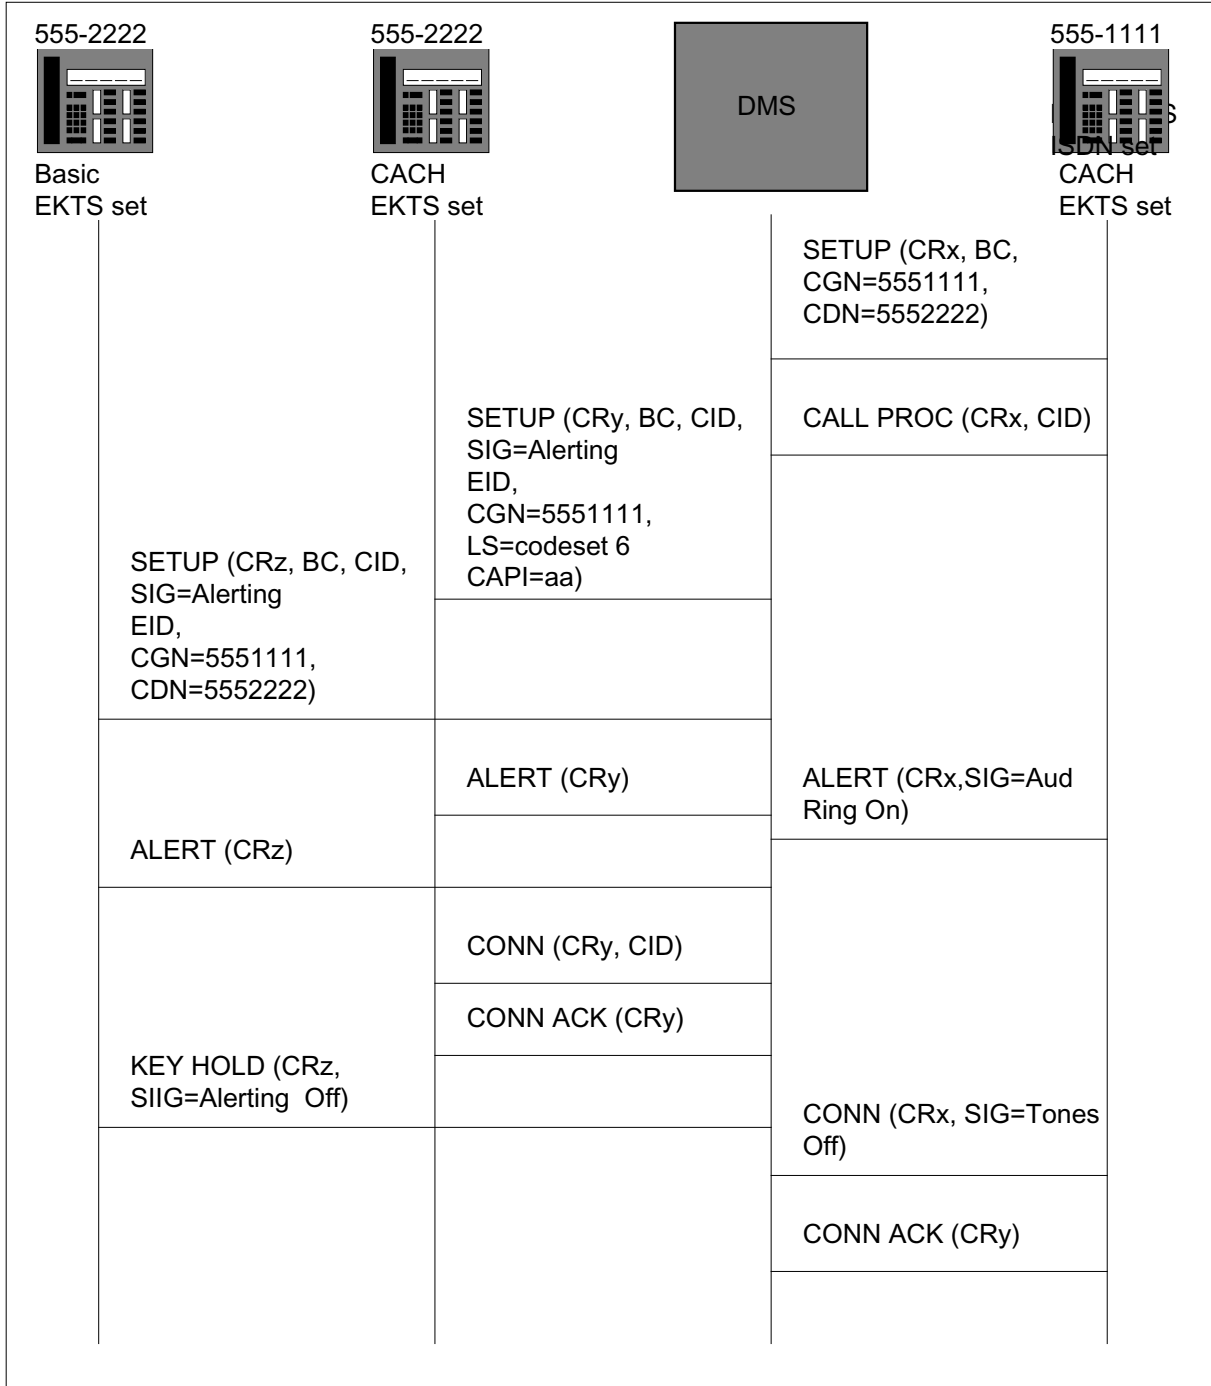 555-2222
555-2222
555-1111
DMS
S
ISDN set
Basic
EKTS set
CACH
EKTS set
CACH
EKTS set
SETUP (CRx, BC,
CGN=5551111,
CDN=5552222)
CALL PROC (CRx, CID)
SETUP (CRy, BC, CID,
SIG=Alerting
EID,
CGN=5551111,
LS=codeset 6
CAPI=aa)
SETUP (CRz, BC, CID,
SIG=Alerting
EID,
CGN=5551111,
CDN=5552222)
ALERT (CRy)
ALERT (CRx,SIG=Aud
Ring On)
ALERT (CRz)
CONN (CRy, CID)
CONN ACK (CRy)
KEY HOLD (CRz,
SIIG=Alerting  Off)
CONN (CRx, SIG=Tones
Off)
CONN ACK (CRy)